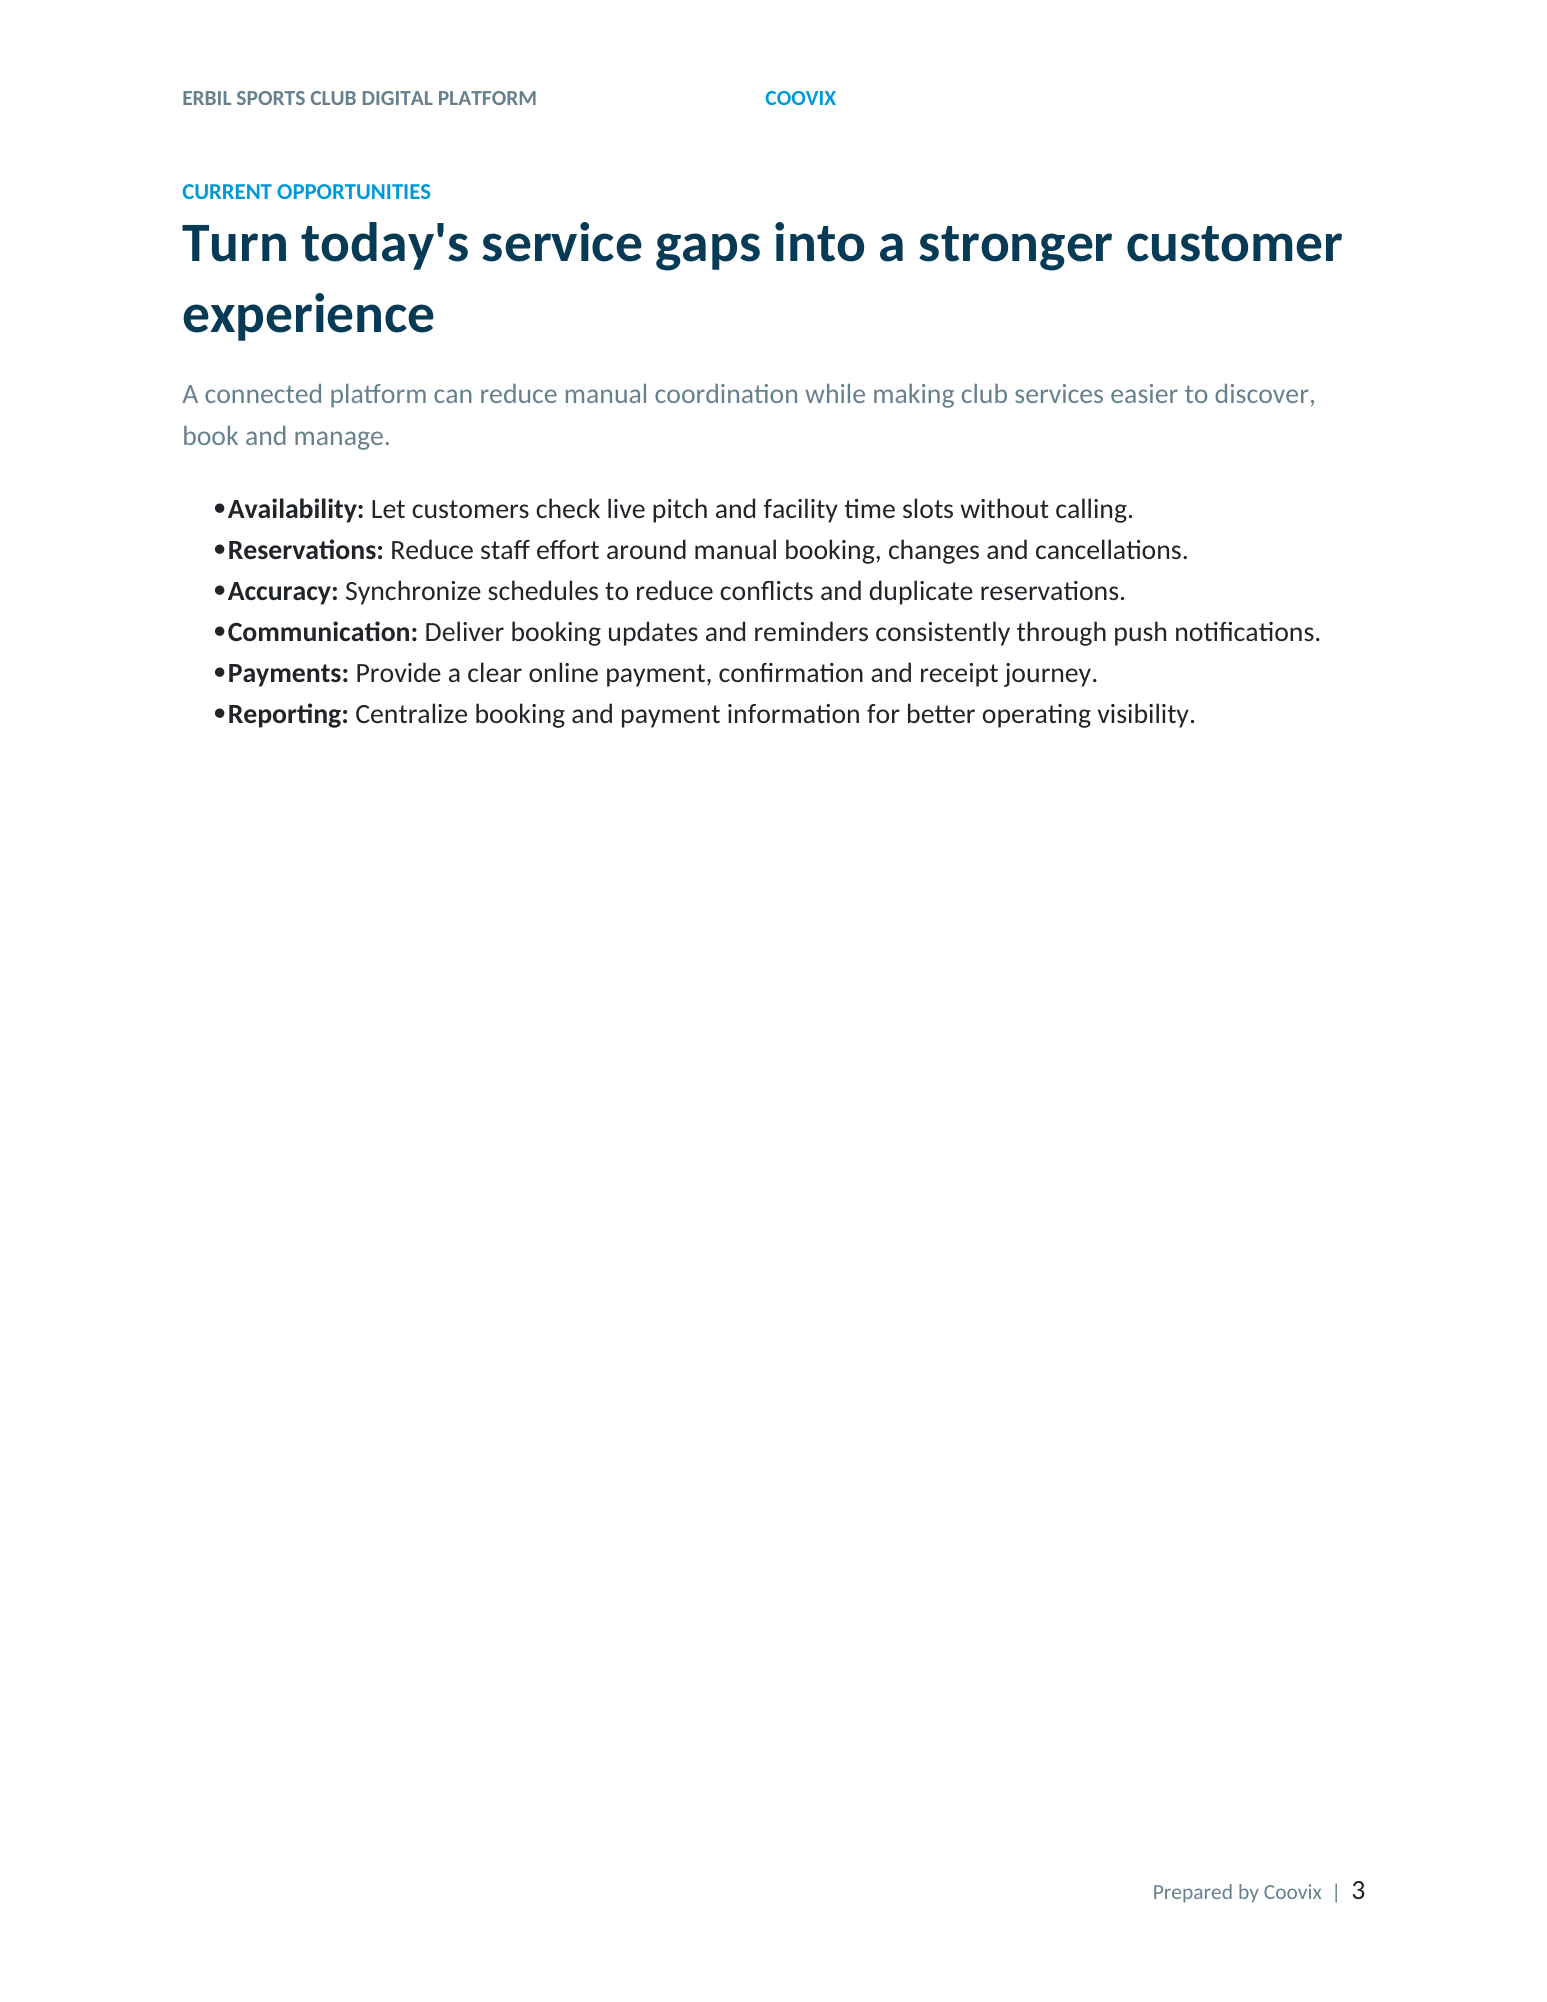 ERBIL SPORTS CLUB DIGITAL PLATFORM COOVIX
CURRENT OPPORTUNITIES
Turn today's service gaps into a stronger customer
experience
A connected platform can reduce manual coordination while making club services easier to discover,
book and manage.
•Availability: Let customers check live pitch and facility time slots without calling.
•Reservations: Reduce staff effort around manual booking, changes and cancellations.
•Accuracy: Synchronize schedules to reduce conflicts and duplicate reservations.
•Communication: Deliver booking updates and reminders consistently through push notifications.
•Payments: Provide a clear online payment, confirmation and receipt journey.
•Reporting: Centralize booking and payment information for better operating visibility.
Prepared by Coovix | 3